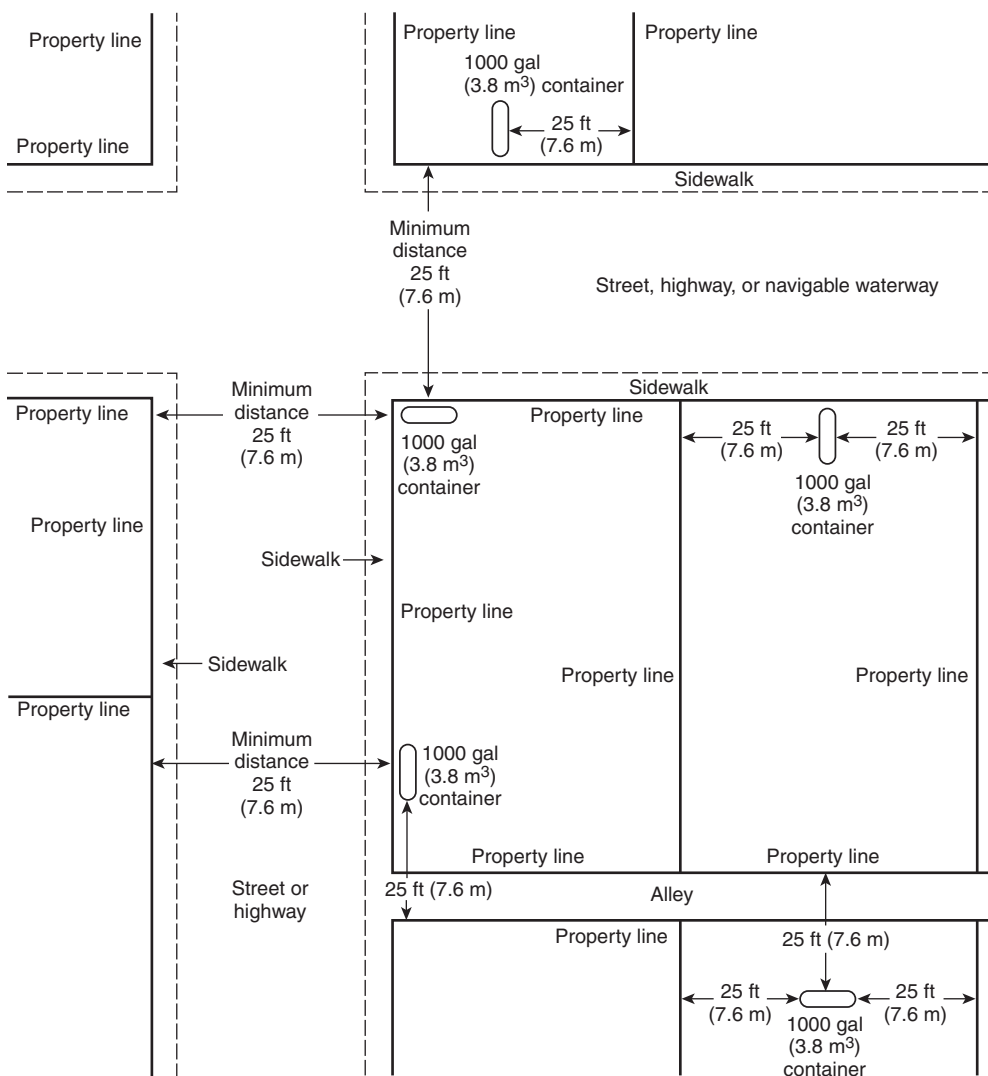 Property line
Property line
Property line
1000 gal
(3.8 m³) container
25 ft
(7.6 m)
Property line
Sidewalk
Minimum
distance
25 ft
(7.6 m)
Street, highway, or navigable waterway
Sidewalk
Property line
Minimum
distance
25 ft
(7.6 m)
Property line
1000 gal
(3.8 m³)
container
25 ft
(7.6 m)
25 ft
(7.6 m)
1000 gal
(3.8 m³)
container
Property line
Sidewalk
Property line
Sidewalk
Property line
Property line
Property line
Minimum
distance
25 ft
(7.6 m)
1000 gal
(3.8 m³)
container
Property line
Property line
Street or
highway
25 ft (7.6 m)
Alley
Property line
25 ft (7.6 m)
25 ft
(7.6 m)
25 ft
(7.6 m)
1000 gal
(3.8 m³)
container